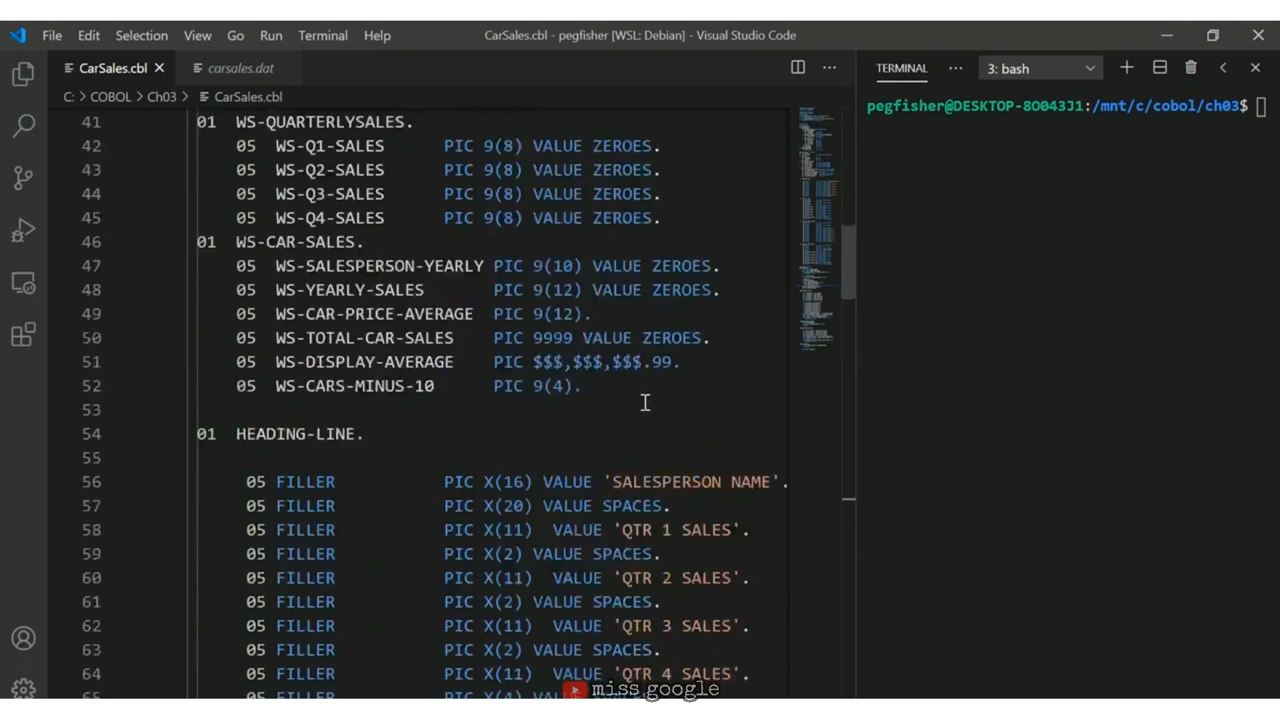 File Edit Selection View Go Run Terminal Help CarSales.cbl - pegfisher [WSL: Debian] - Visual Studio Code
CarSales.cbl carsales.dat
C: > COBOL > Ch03 > CarSales.cbl
41 01 WS-QUARTERLYSALES.
42 05 WS-Q1-SALES PIC 9(8) VALUE ZEROES.
43 05 WS-Q2-SALES PIC 9(8) VALUE ZEROES.
44 05 WS-Q3-SALES PIC 9(8) VALUE ZEROES.
45 05 WS-Q4-SALES PIC 9(8) VALUE ZEROES.
46 01 WS-CAR-SALES.
47 05 WS-SALESPERSON-YEARLY PIC 9(10) VALUE ZEROES.
48 05 WS-YEARLY-SALES PIC 9(12) VALUE ZEROES.
49 05 WS-CAR-PRICE-AVERAGE PIC 9(12).
50 05 WS-TOTAL-CAR-SALES PIC 9999 VALUE ZEROES.
51 05 WS-DISPLAY-AVERAGE PIC $$$,$$$,$$$.99.
52 05 WS-CARS-MINUS-10 PIC 9(4).
53
54 01 HEADING-LINE.
55
56 05 FILLER PIC X(16) VALUE 'SALESPERSON NAME'.
57 05 FILLER PIC X(20) VALUE SPACES.
58 05 FILLER PIC X(11) VALUE 'QTR 1 SALES'.
59 05 FILLER PIC X(2) VALUE SPACES.
60 05 FILLER PIC X(11) VALUE 'QTR 2 SALES'.
61 05 FILLER PIC X(2) VALUE SPACES.
62 05 FILLER PIC X(11) VALUE 'QTR 3 SALES'.
63 05 FILLER PIC X(2) VALUE SPACES.
64 05 FILLER PIC X(11) VALUE 'QTR 4 SALES'.
65 05 FILLER PIC X(4)
miss google
TERMINAL 3: bash
pegfisher@DESKTOP-8O043J1:/mnt/c/cobol/ch03$